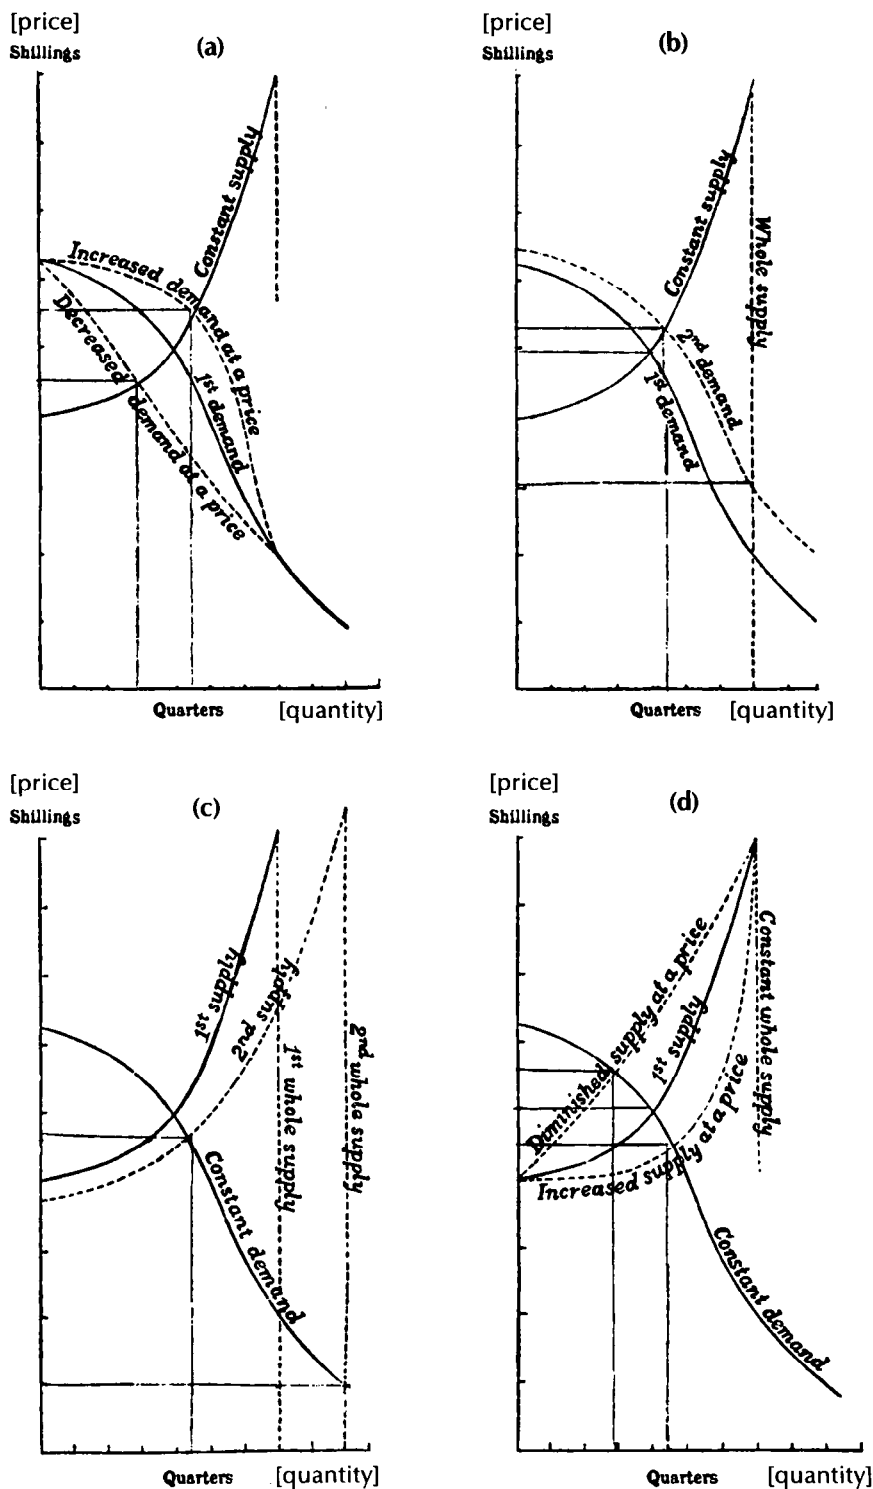 [price]
Shillings
(a)
Constant supply
Increased demand at a price
Decreased demand at a price
1st demand
Quarters
[quantity]
[price]
Shillings
(b)
Constant supply
Whole supply
2nd demand
1st demand
Quarters
[quantity]
[price]
Shillings
(c)
1st supply
2nd supply
1st whole supply
2nd whole supply
Constant demand
Quarters
[quantity]
[price]
Shillings
(d)
Diminished supply at a price
1st supply
Constant whole supply
Increased supply at a price
Constant demand
Quarters
[quantity]